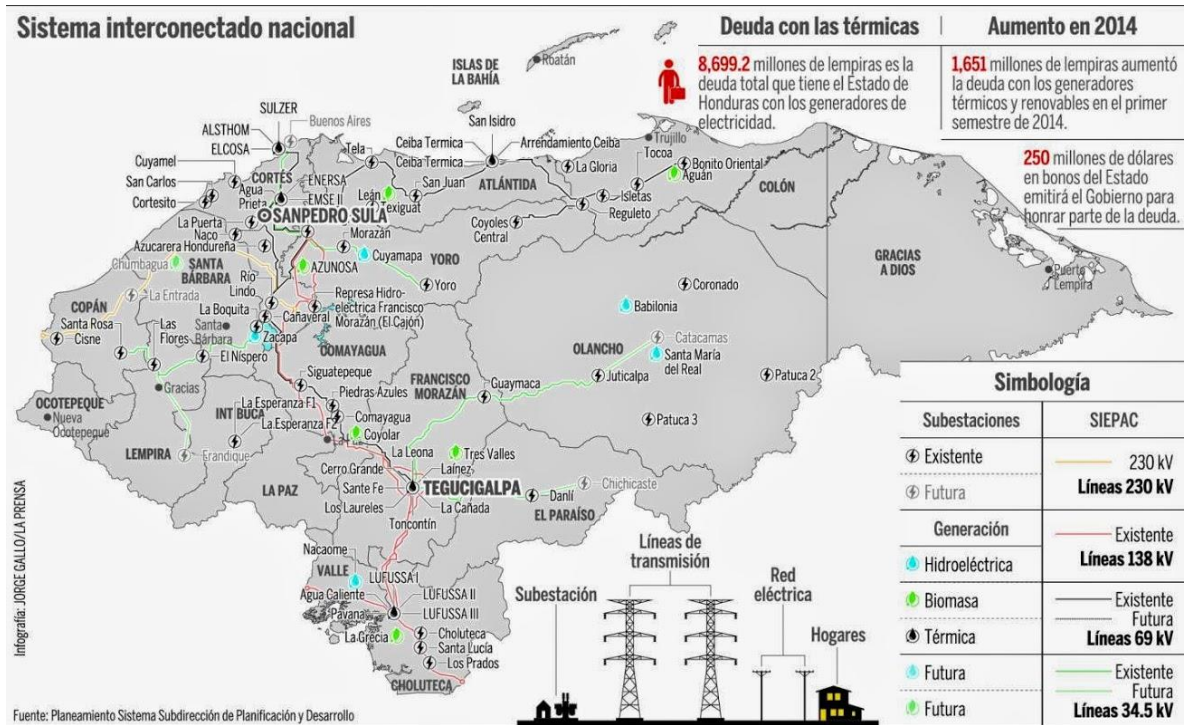 Sistema interconectado nacional
Deuda con las térmicas
8,699.2 millones de lempiras es la
deuda total que tiene el Estado de
Honduras con los generadores de
electricidad.
Aumento en 2014
1,651 millones de lempiras aumentó
la deuda con los generadores
térmicos y renovables en el primer
semestre de 2014.
250 millones de dólares
en bonos del Estado
emitirá el Gobierno para
honrar parte de la deuda.
ISLAS DE
LA BAHÍA
Roatán
SULZER
Buenos Aires
ALSTHOM
ELCOSA
Cuyamel
San Carlos
Cortesito
CORTÉS
Agua
Prieta
ENERSA
EMSE II
SANPEDRO SULA
La Puerta
Naco
Azucarera Hondureña
Chumbagua
SANTA
BÁRBARA
La Entrada
COPÁN
Santa Rosa
Cisne
Las
Flores
Santa
Bárbara
La Boquita
Río
Lindo
Cañaveral
Zacapa
El Níspero
Tela
Leán
Texiguat
San Juan
Ceiba Termica
Ceiba Termica
San Isidro
Arrendamiento Ceiba
ATLÁNTIDA
La Gloria
Trujillo
Tocoa
Bonito Oriental
Aguán
Isletas
Reguleto
Coyoles
Central
COLÓN
GRACIAS
A DIOS
Puerto
Lempira
Morazán
Cuyamapa
YORO
Yoro
AZUNOSA
Represa Hidro-
eléctrica Francisco
Morazán (El Cajón)
COMAYAGUA
Coronado
Babilonia
OLANCHO
Catacamas
Santa María
del Real
Juticalpa
Patuca 2
Patuca 3
FRANCISCO
MORAZÁN
Guaymaca
Siguatepeque
Piedras Azules
Comayagua
Coyolar
La Esperanza F1
La Esperanza F2
INT BUCA
Gracias
OCOTEPEQUE
Nueva
Ocotepeque
LEMPIRA
Erandique
LA PAZ
La Leona
Tres Valles
Cerro Grande
Laínez
Sante Fe
TEGUCIGALPA
Los Laureles
La Cañada
Toncontín
Danlí
Chichicaste
EL PARAÍSO
Nacaome
VALLE
LUFUSSA I
Agua Caliente
LUFUSSA II
Pavana
LUFUSSA III
La Grecia
Choluteca
Santa Lucía
Los Prados
CHOLUTECA
Subestación
Líneas de
transmisión
Red
eléctrica
Hogares
Simbología
Subestaciones
Existente
Futura
Generación
Hidroeléctrica
Biomasa
Térmica
Futura
Futura
SIEPAC
230 kV
Líneas 230 kV
Existente
Líneas 138 kV
Existente
Futura
Líneas 69 kV
Existente
Futura
Líneas 34.5 kV
Infografía: JORGE GALLO/LA PRENSA
Fuente: Planeamiento Sistema Subdirección de Planificación y Desarrollo